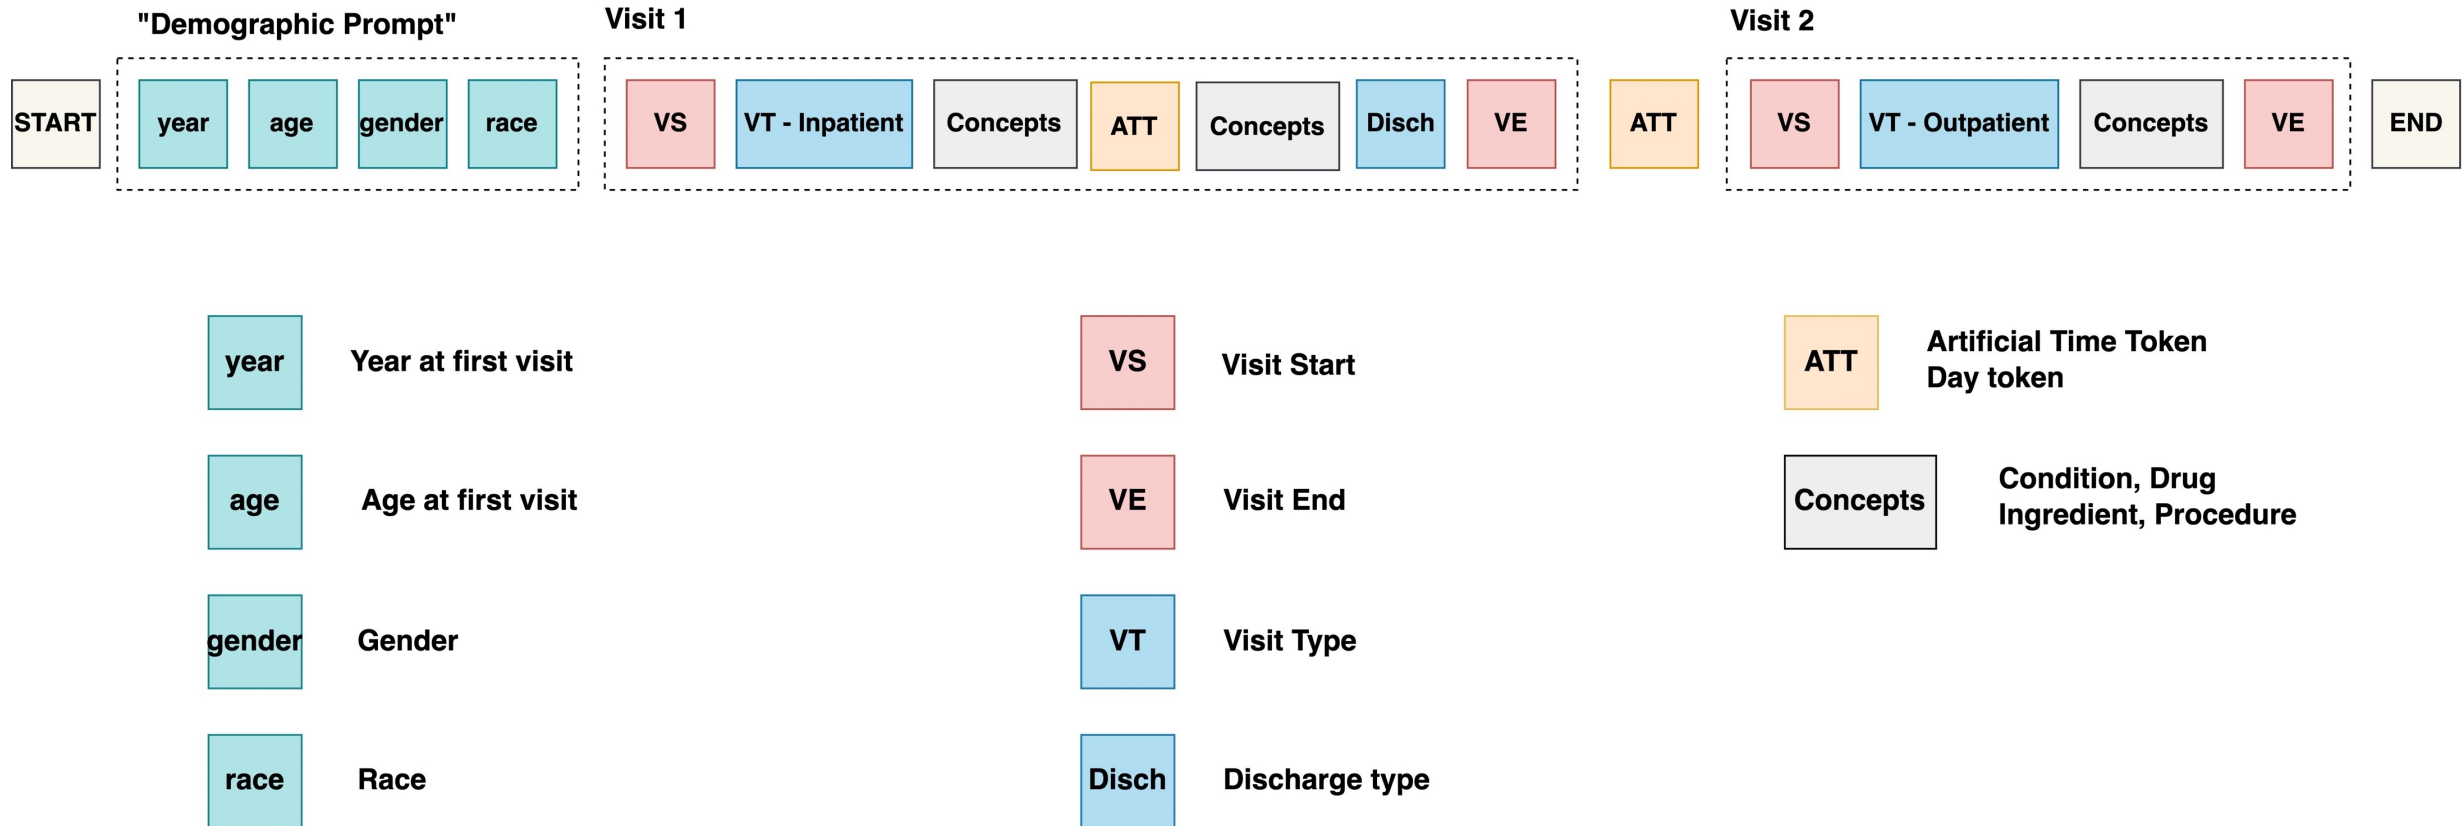 "Demographic Prompt"
Visit 1
Visit 2
START
year
age
gender
race
VS
VT - Inpatient
Concepts
ATT
Concepts
Disch
VE
ATT
VS
VT - Outpatient
Concepts
VE
END
year
Year at first visit
VS
Visit Start
ATT
Artificial Time Token
Day token
age
Age at first visit
VE
Visit End
Concepts
Condition, Drug
Ingredient, Procedure
gender
Gender
VT
Visit Type
race
Race
Disch
Discharge type